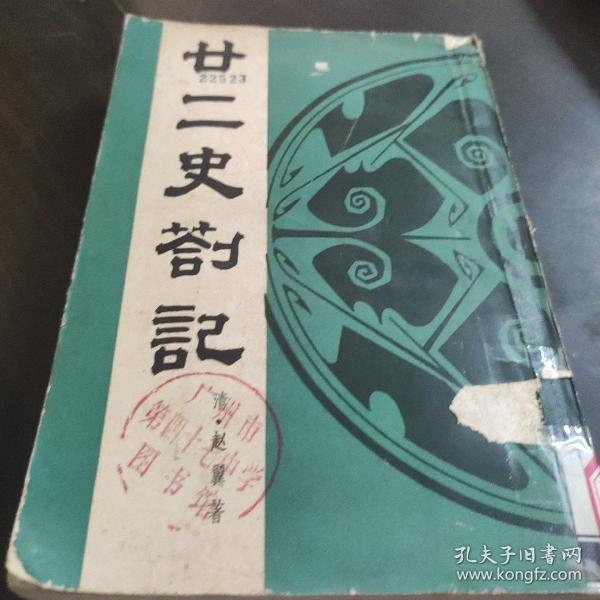 廿二史劄記
22523
清·赵翼著
广州市
第四十七中学
图书馆
孔夫子旧书网
www.kongfz.com